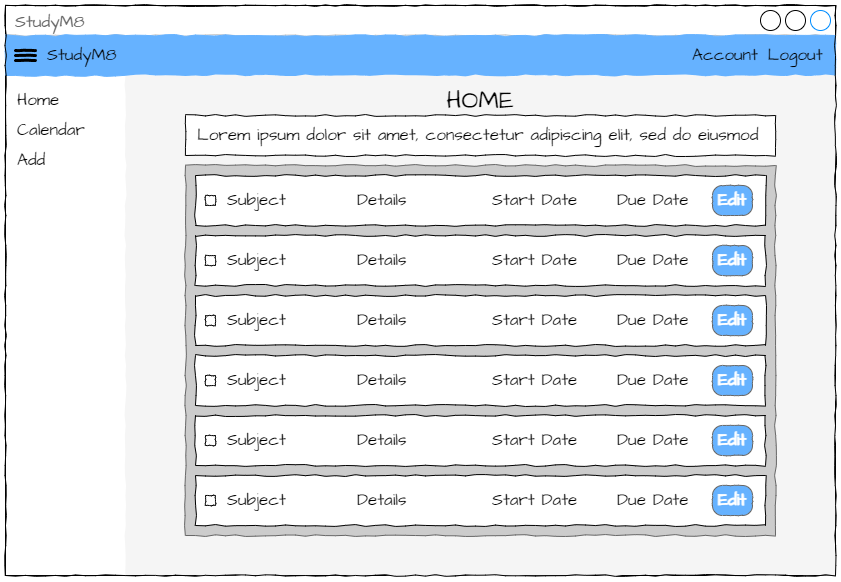 StudyM8
StudyM8 Account Logout
Home
Calendar
Add
HOME
Lorem ipsum dolor sit amet, consectetur adipiscing elit, sed do eiusmod
Subject Details Start Date Due Date Edit
Subject Details Start Date Due Date Edit
Subject Details Start Date Due Date Edit
Subject Details Start Date Due Date Edit
Subject Details Start Date Due Date Edit
Subject Details Start Date Due Date Edit